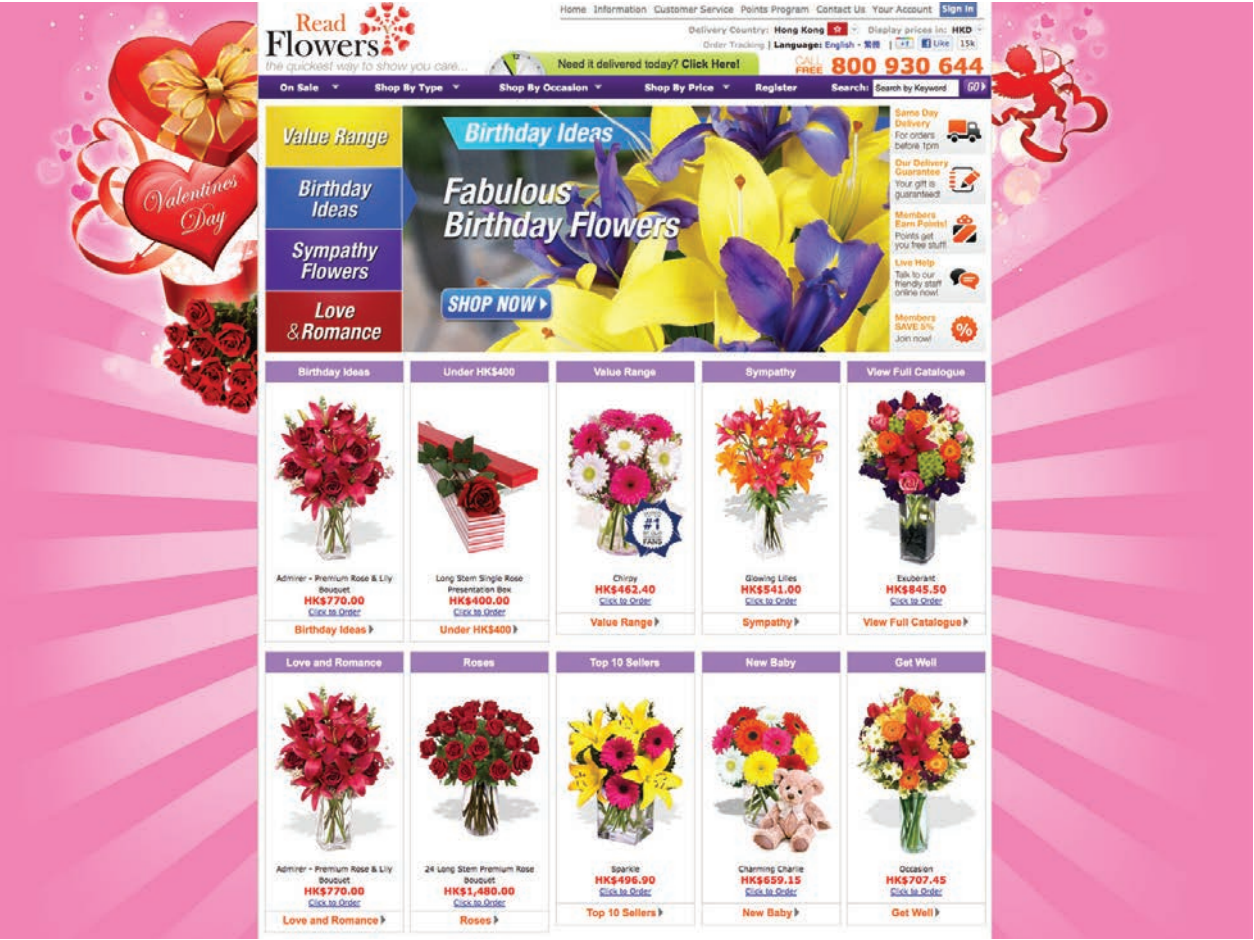 Home Information Customer Service Points Program Contact Us Your Account Sign In
Read
Flowers
the quickest way to show you care...
Delivery Country: Hong Kong Display prices in: HKD
Order Tracking | Language: English - 繁體 | +1 Like 15k
12
Need it delivered today? Click Here!
CALL
FREE 800 930 644
On Sale Shop By Type Shop By Occasion Shop By Price Register Search: Search by Keyword GO
Valentines
Day
Value Range
Birthday
Ideas
Sympathy
Flowers
Love
&Romance
Birthday Ideas
Fabulous
Birthday Flowers
SHOP NOW
Same Day
Delivery
For orders
before 1pm
Our Delivery
Guarantee
Your gift is
guaranteed!
Members
Earn Points!
Points get
you free stuff!
Live Help
Talk to our
friendly staff
online now!
Members
SAVE 5%
Join now!
%
Birthday Ideas Under HK$400 Value Range Sympathy View Full Catalogue
#1
FANS
Admirer - Premium Rose & Lily
Bouquet
HK$770.00
Click to Order
Birthday Ideas
Long Stem Single Rose
Presentation Box
HK$400.00
Click to Order
Under HK$400
Chirpy
HK$462.40
Click to Order
Value Range
Glowing Lilies
HK$541.00
Click to Order
Sympathy
Exuberant
HK$845.50
Click to Order
View Full Catalogue
Love and Romance Roses Top 10 Sellers New Baby Get Well
Admirer - Premium Rose & Lily
Bouquet
HK$770.00
Click to Order
Love and Romance
24 Long Stem Premium Rose
Bouquet
HK$1,480.00
Click to Order
Roses
Sparkle
HK$496.90
Click to Order
Top 10 Sellers
Charming Charlie
HK$659.15
Click to Order
New Baby
Occasion
HK$707.45
Click to Order
Get Well